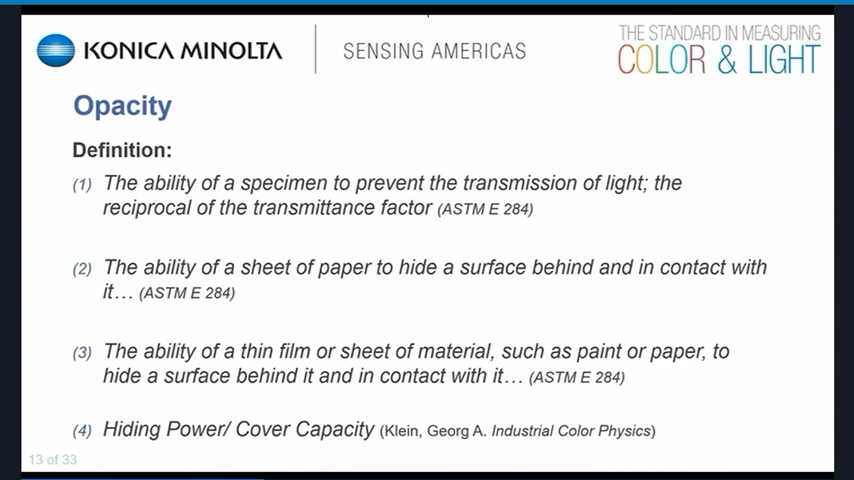 KONICA MINOLTA
SENSING AMERICAS
THE STANDARD IN MEASURING
COLOR & LIGHT
Opacity
Definition:
(1) The ability of a specimen to prevent the transmission of light; the
reciprocal of the transmittance factor (ASTM E 284)
(2) The ability of a sheet of paper to hide a surface behind and in contact with
it… (ASTM E 284)
(3) The ability of a thin film or sheet of material, such as paint or paper, to
hide a surface behind it and in contact with it… (ASTM E 284)
(4) Hiding Power/ Cover Capacity (Klein, Georg A. Industrial Color Physics)
13 of 33